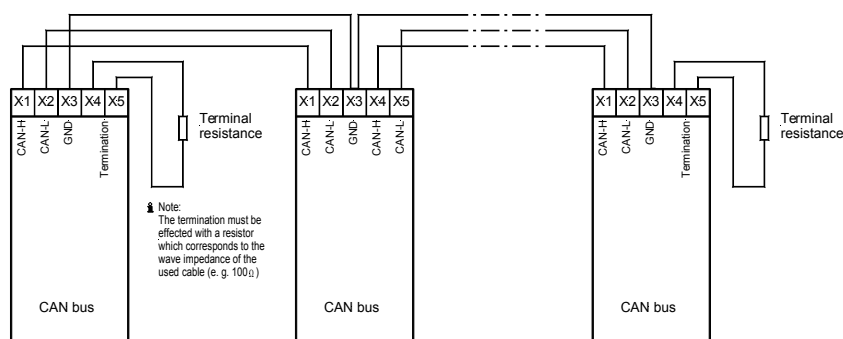 X1 X2 X3 X4 X5
CAN-H
CAN-L
GND
Termination
Terminal
resistance
Note:
The termination must be
effected with a resistor
which corresponds to the
wave impedance of the
used cable (e. g. 100Ω)
CAN bus
X1 X2 X3 X4 X5
CAN-H
CAN-L
GND
CAN-H
CAN-L
CAN bus
X1 X2 X3 X4 X5
CAN-H
CAN-L
GND
Termination
Terminal
resistance
CAN bus